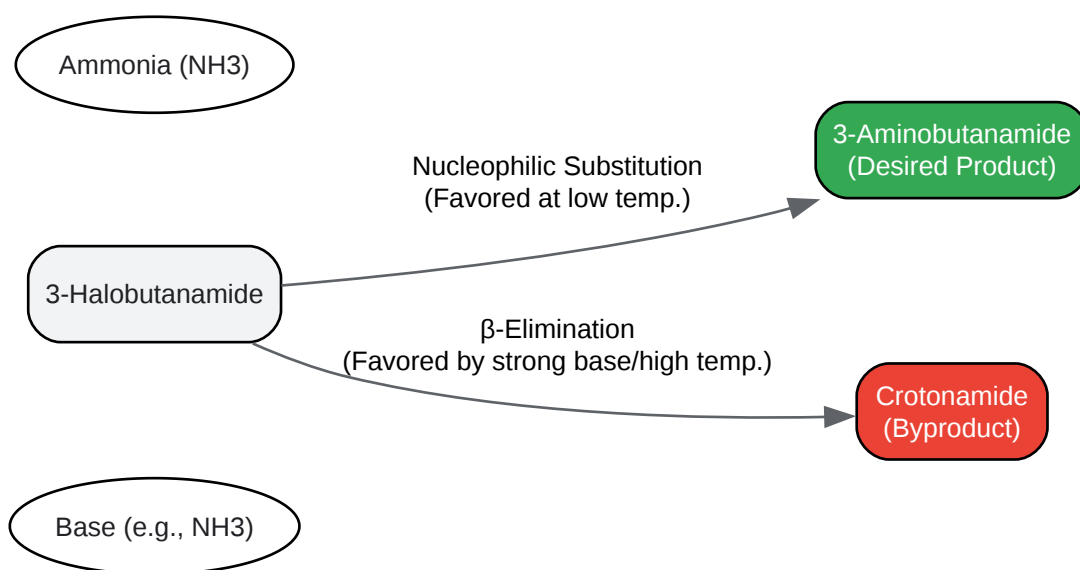 Ammonia (NH3)
3-Aminobutanamide
(Desired Product)
Nucleophilic Substitution
(Favored at low temp.)
3-Halobutanamide
β-Elimination
(Favored by strong base/high temp.)
Crotonamide
(Byproduct)
Base (e.g., NH3)